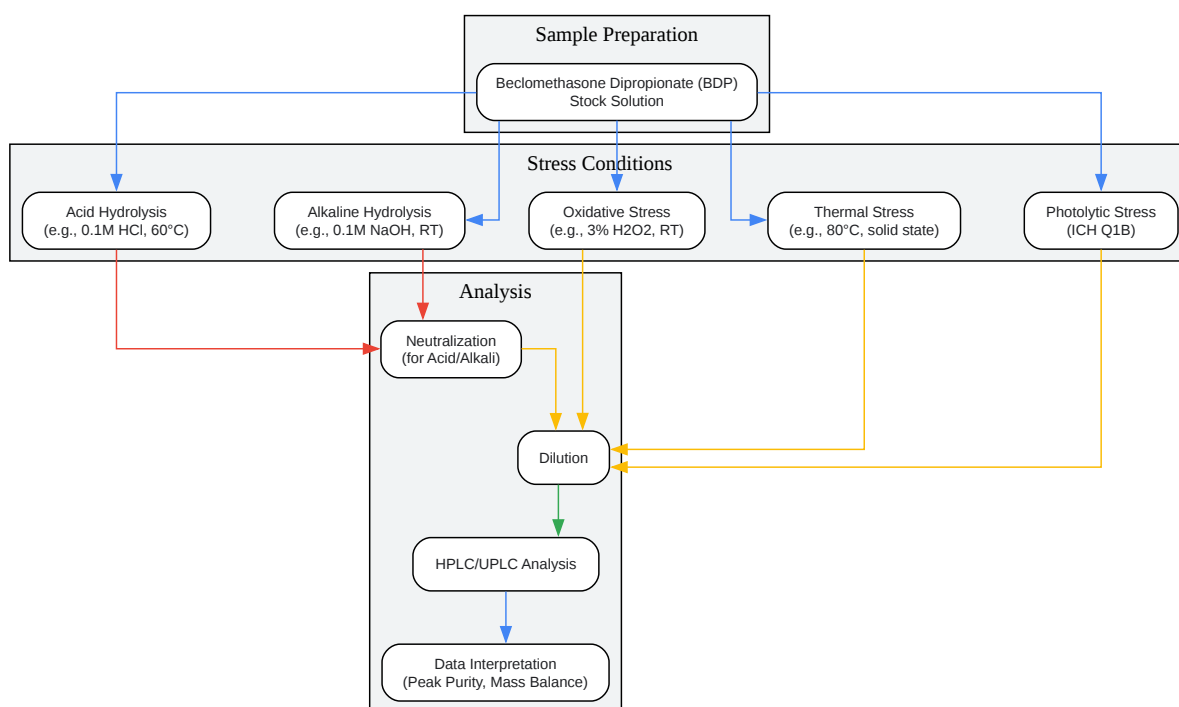 Sample Preparation
Beclomethasone Dipropionate (BDP)
Stock Solution
Stress Conditions
Acid Hydrolysis
(e.g., 0.1M HCl, 60°C)
Alkaline Hydrolysis
(e.g., 0.1M NaOH, RT)
Oxidative Stress
(e.g., 3% H2O2, RT)
Thermal Stress
(e.g., 80°C, solid state)
Photolytic Stress
(ICH Q1B)
Analysis
Neutralization
(for Acid/Alkali)
Dilution
HPLC/UPLC Analysis
Data Interpretation
(Peak Purity, Mass Balance)